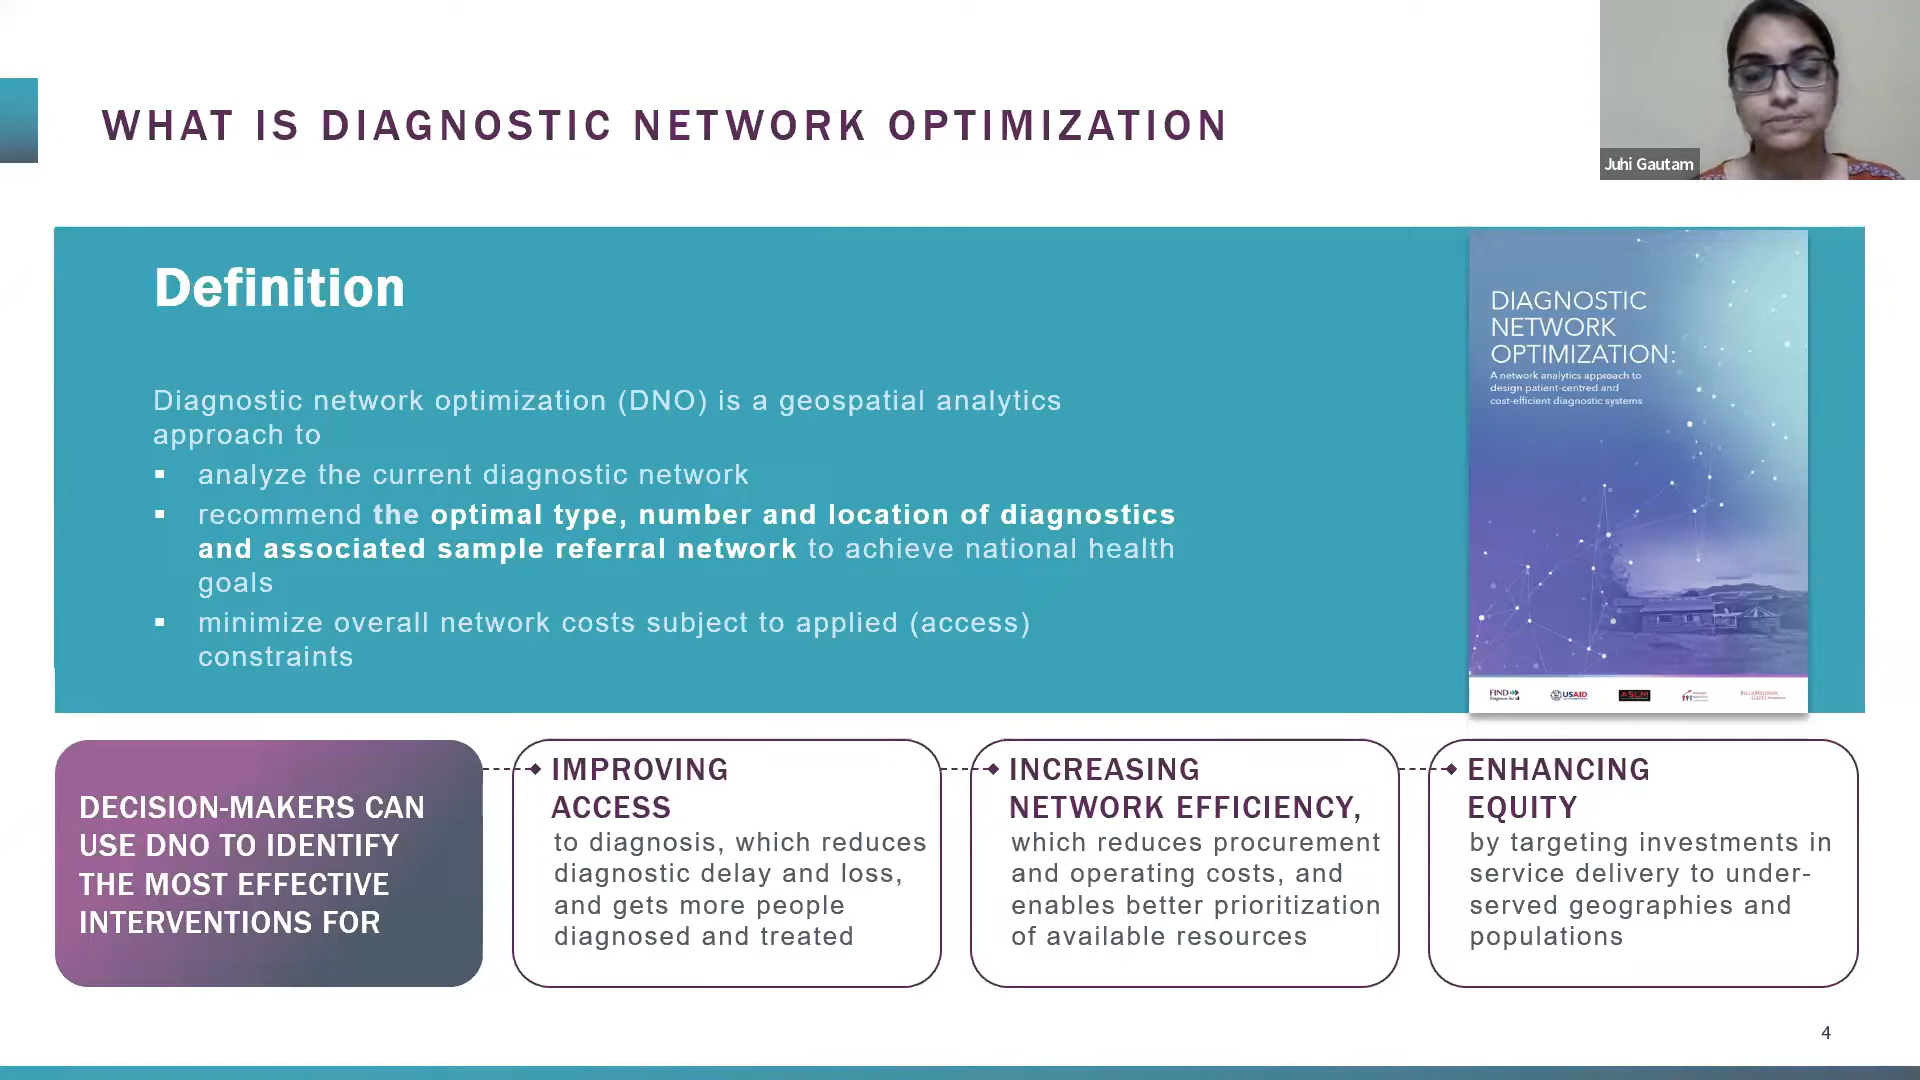 WHAT IS DIAGNOSTIC NETWORK OPTIMIZATION
Juhi Gautam
Definition
Diagnostic network optimization (DNO) is a geospatial analytics
approach to
▪ analyze the current diagnostic network
▪ recommend the optimal type, number and location of diagnostics
and associated sample referral network to achieve national health
goals
▪ minimize overall network costs subject to applied (access)
constraints
DIAGNOSTIC
NETWORK
OPTIMIZATION:
A network analytics approach to
design patient-centred and
cost-efficient diagnostic systems
FIND
USAID
ASLM
DECISION-MAKERS CAN
USE DNO TO IDENTIFY
THE MOST EFFECTIVE
INTERVENTIONS FOR
IMPROVING
ACCESS
to diagnosis, which reduces
diagnostic delay and loss,
and gets more people
diagnosed and treated
INCREASING
NETWORK EFFICIENCY,
which reduces procurement
and operating costs, and
enables better prioritization
of available resources
ENHANCING
EQUITY
by targeting investments in
service delivery to under-
served geographies and
populations
4